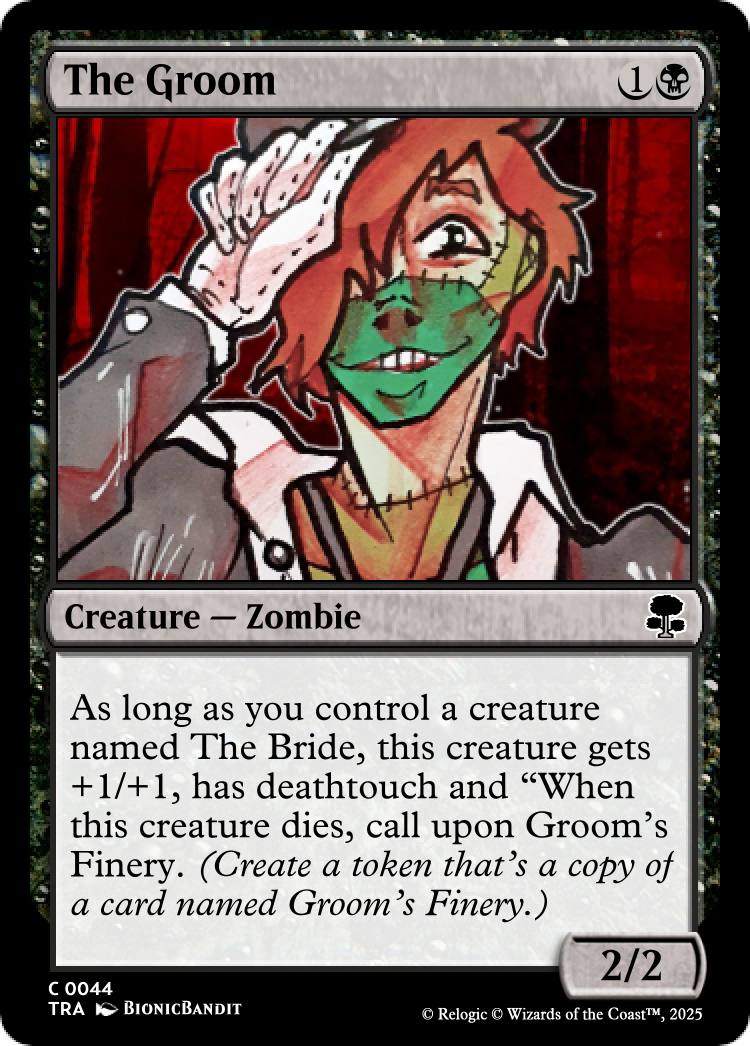 The Groom
1
Creature — Zombie
As long as you control a creature
named The Bride, this creature gets
+1/+1, has deathtouch and “When
this creature dies, call upon Groom’s
Finery. (Create a token that’s a copy of
a card named Groom’s Finery.)
2/2
C 0044
TRA BIONICBANDIT
© Relogic © Wizards of the Coast™, 2025